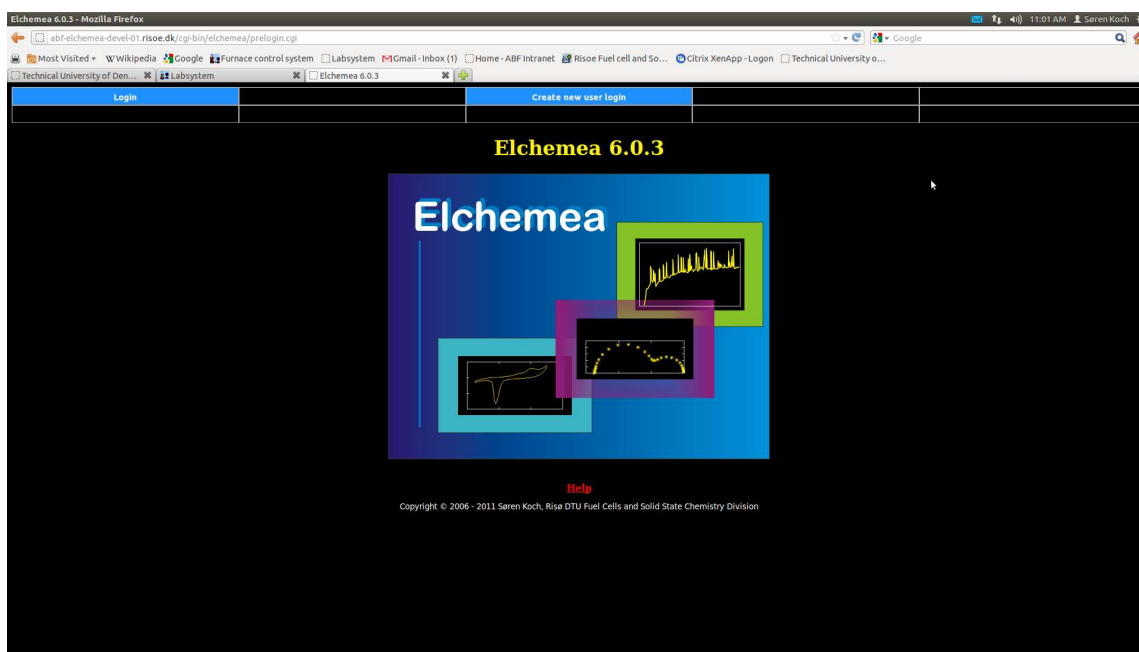 Elchemea 6.0.3 - Mozilla Firefox
11:01 AM Søren Koch
abf-elchemea-devel-01.risoe.dk/cgi-bin/elchemea/prelogin.cgi
Google
Most Visited Wikipedia Google Furnace control system Labsystem Gmail - Inbox (1) Home - ABF Intranet Risoe Fuel cell and So... Citrix XenApp - Logon Technical University o...
Technical University of Den... Labsystem Elchemea 6.0.3
Login Create new user login
Elchemea 6.0.3
Elchemea
Help
Copyright © 2006 - 2011 Søren Koch, Risø DTU Fuel Cells and Solid State Chemistry Division